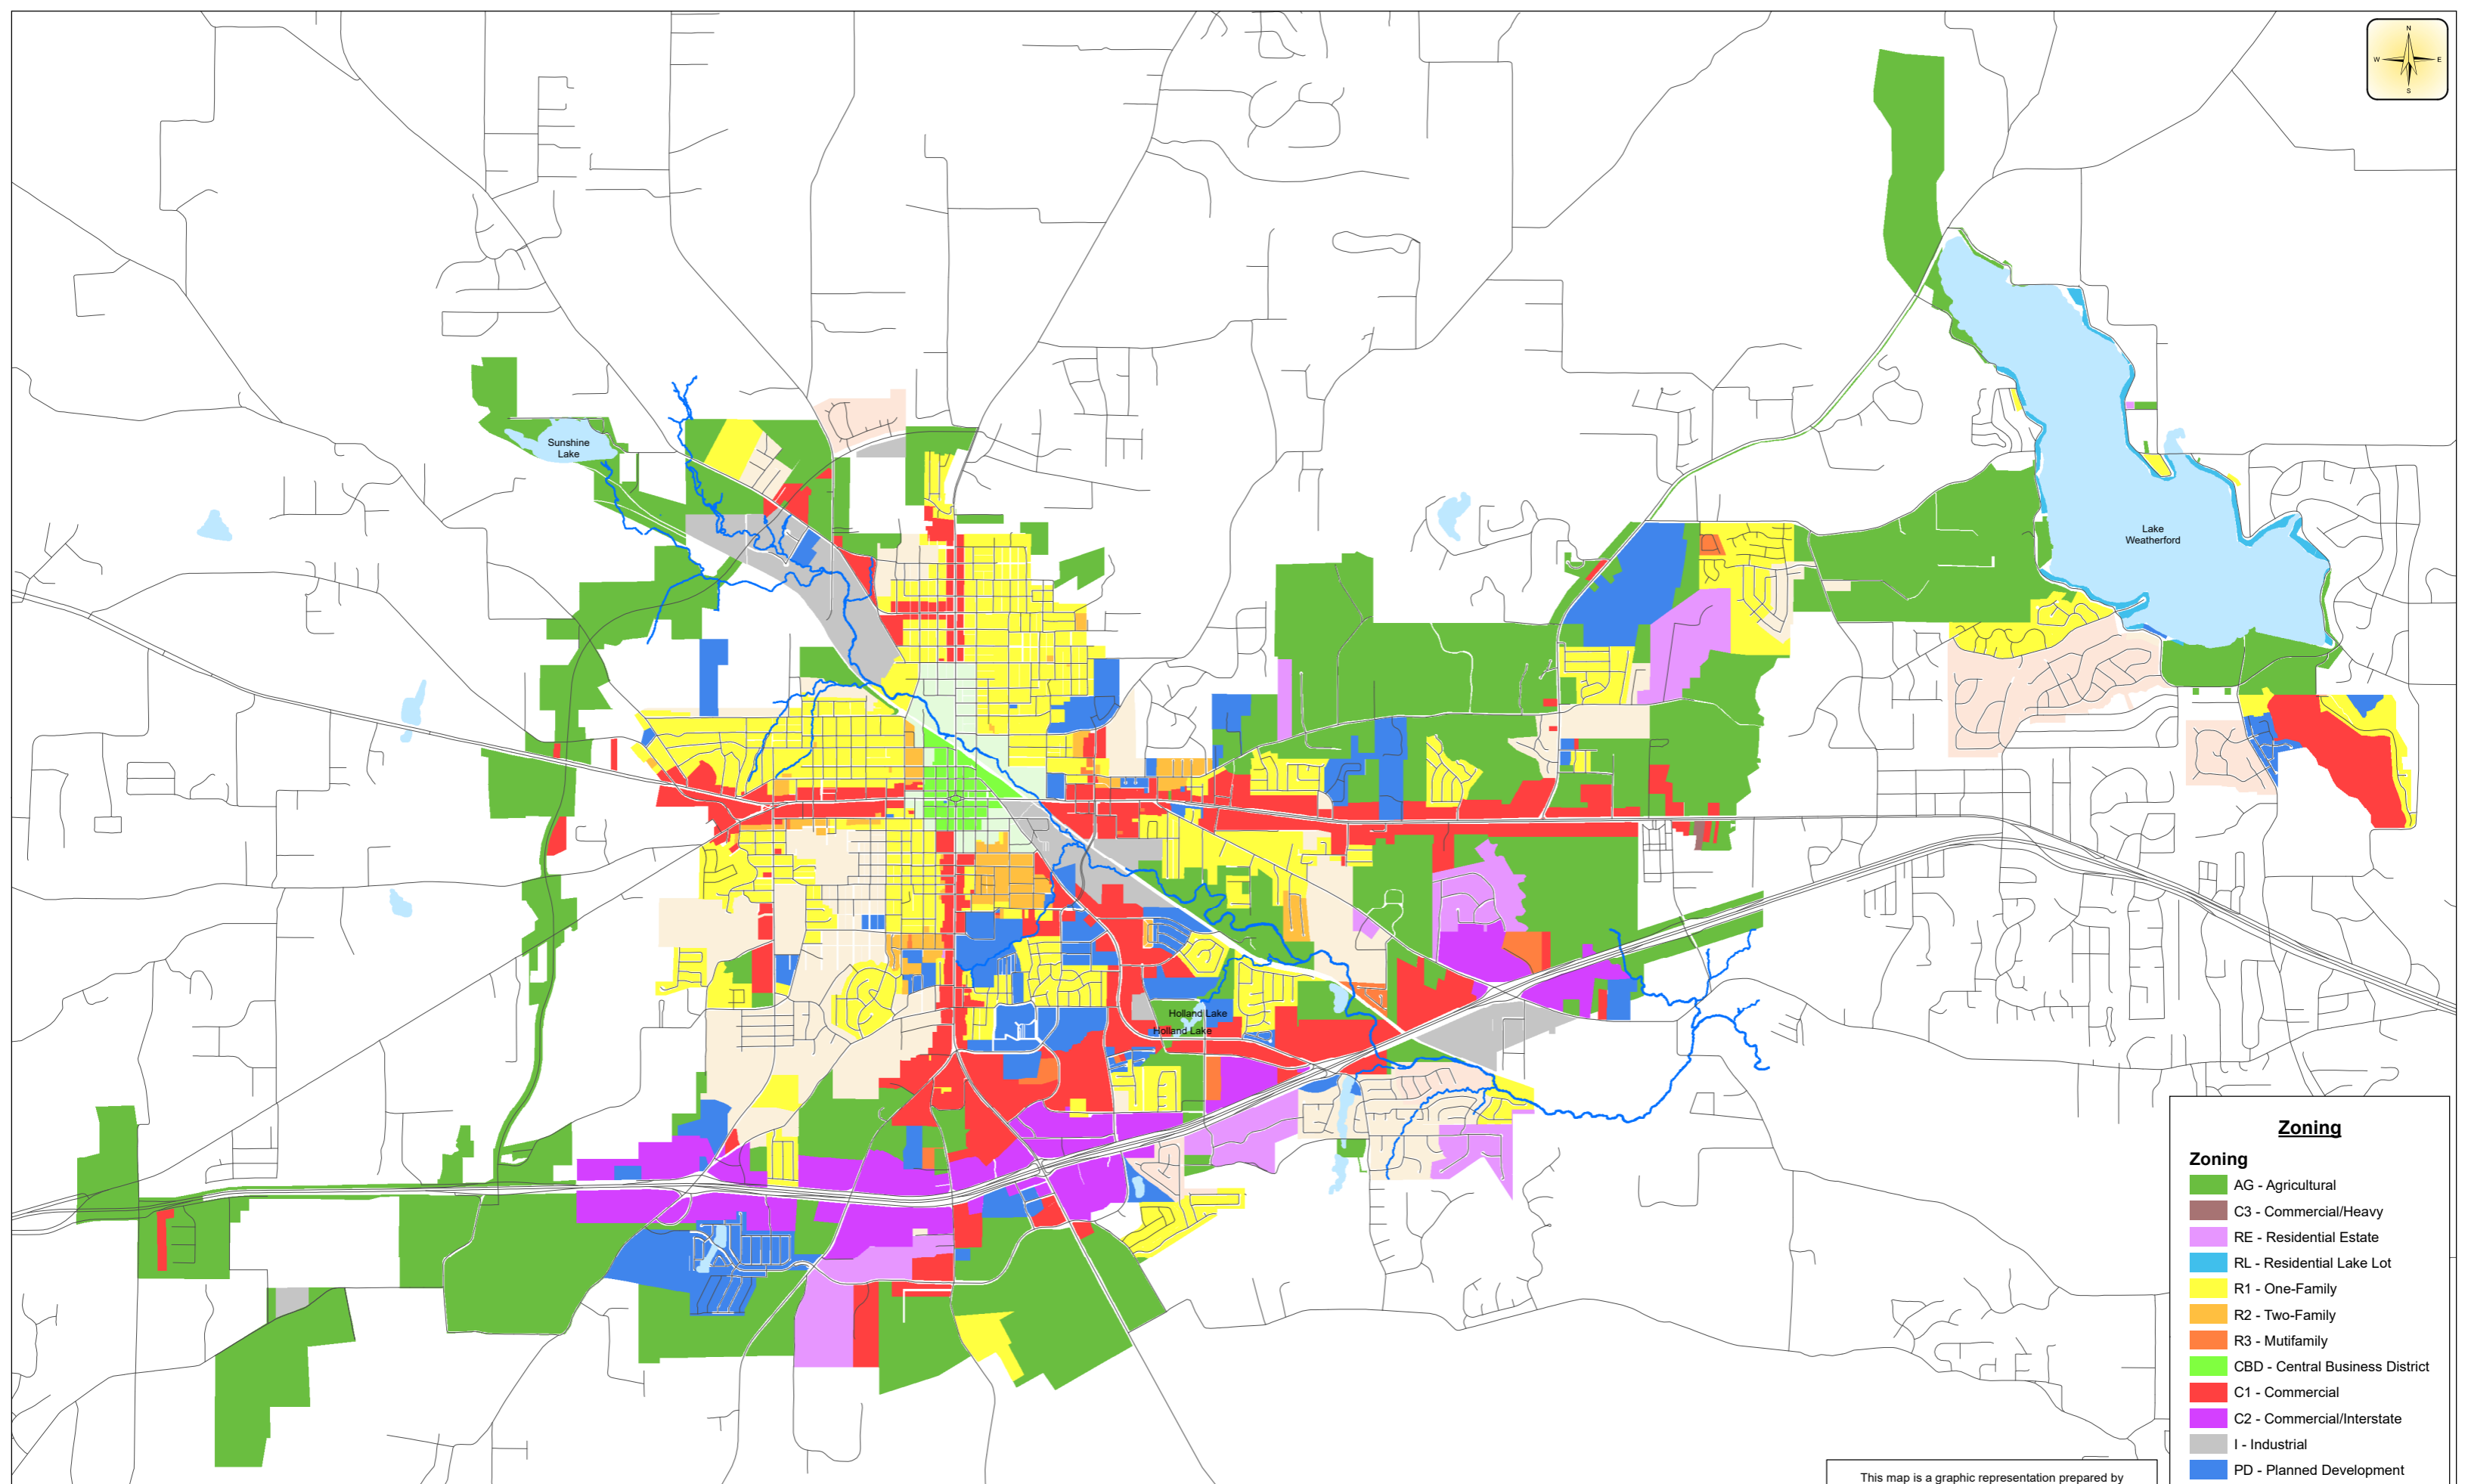 N
W E
S
Sunshine
Lake
Lake
Weatherford
Holland Lake
Holland Lake
Zoning
Zoning
AG - Agricultural
C3 - Commercial/Heavy
RE - Residential Estate
RL - Residential Lake Lot
R1 - One-Family
R2 - Two-Family
R3 - Mutifamily
CBD - Central Business District
C1 - Commercial
C2 - Commercial/Interstate
I - Industrial
PD - Planned Development
This map is a graphic representation prepared by